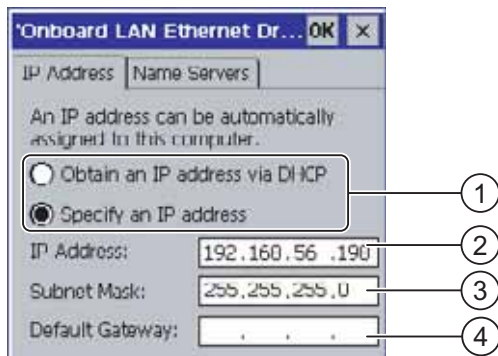 'Onboard LAN Ethernet Dr... OK ×
IP Address Name Servers
An IP address can be automatically
assigned to this computer.
Obtain an IP address via DHCP
Specify an IP address
1
IP Address: 192.160.56 .190
2
Subnet Mask: 255.255.255.0
3
Default Gateway: . . .
4